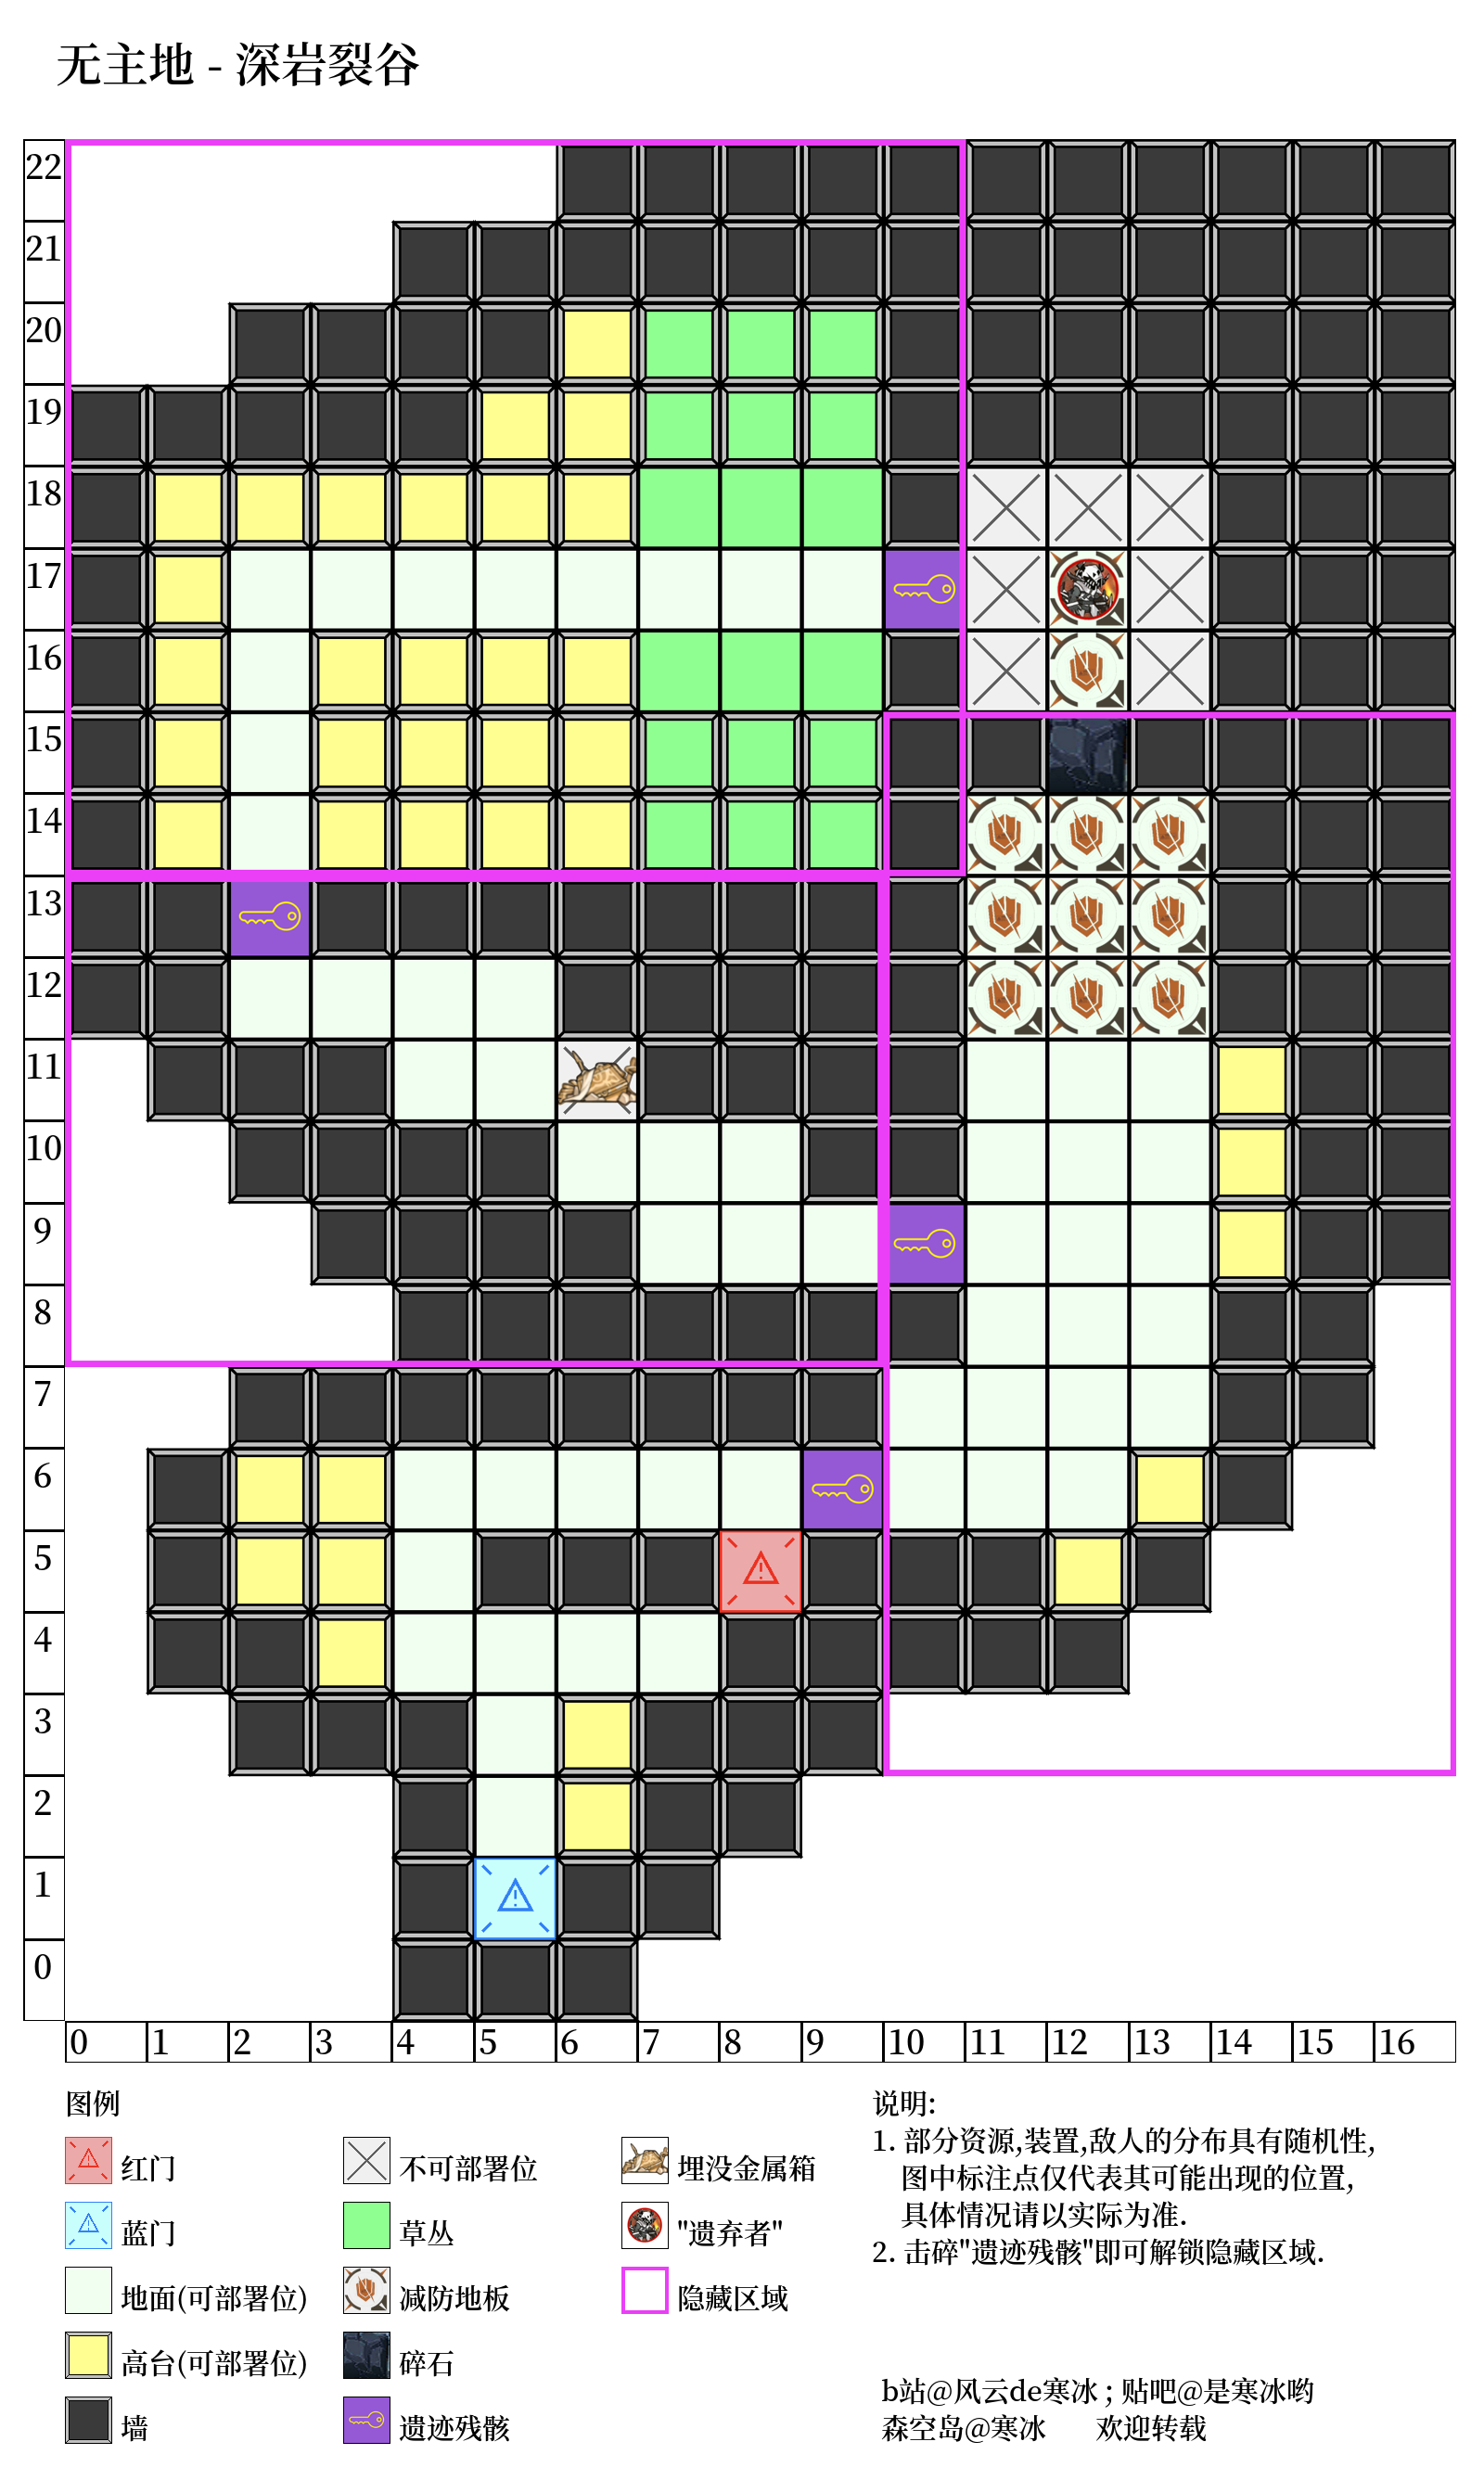 无主地 - 深岩裂谷
22
21
20
19
18
17
16
15
14
13
12
11
10
9
8
7
6
5
4
3
2
1
0
0 1 2 3 4 5 6 7 8 9 10 11 12 13 14 15 16
图例
红门
蓝门
地面(可部署位)
高台(可部署位)
墙
不可部署位
草丛
减防地板
碎石
遗迹残骸
埋没金属箱
"遗弃者"
隐藏区域
说明:
1. 部分资源,装置,敌人的分布具有随机性,
图中标注点仅代表其可能出现的位置,
具体情况请以实际为准.
2. 击碎"遗迹残骸"即可解锁隐藏区域.
b站@风云de寒冰 ; 贴吧@是寒冰哟
森空岛@寒冰 欢迎转载